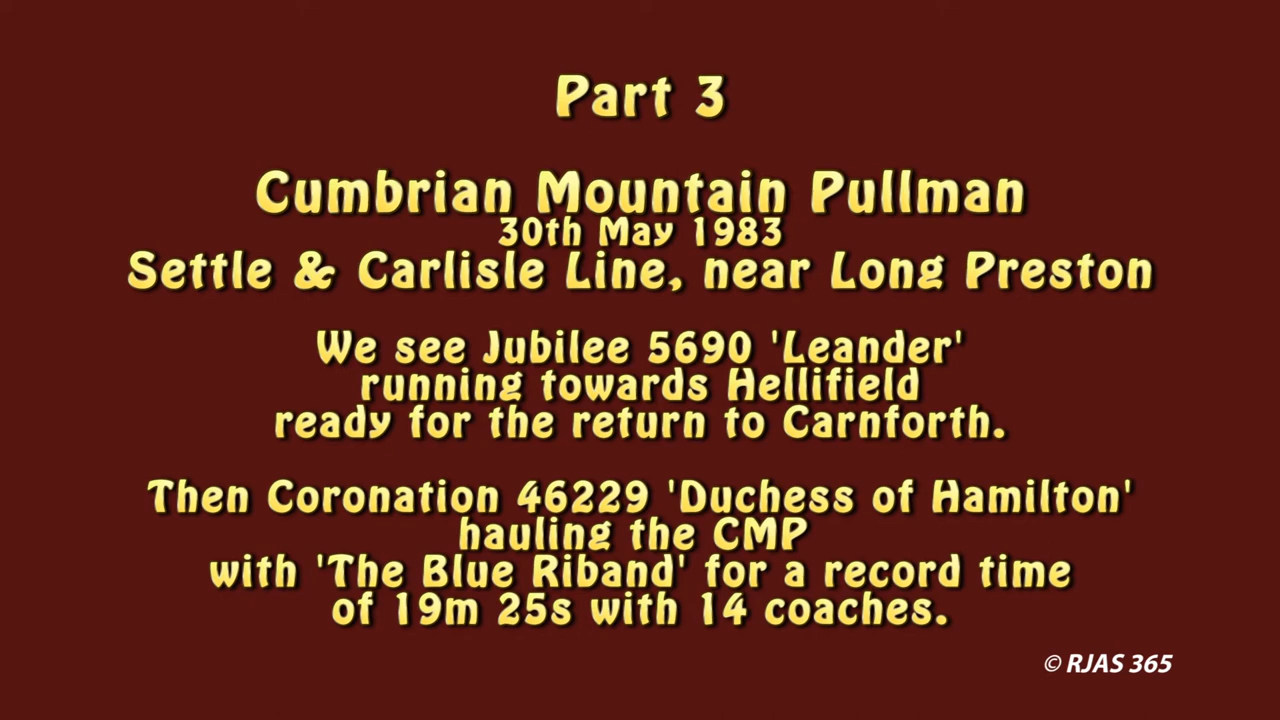 Part 3
Cumbrian Mountain Pullman
30th May 1983
Settle & Carlisle Line, near Long Preston
We see Jubilee 5690 'Leander'
running towards Hellifield
ready for the return to Carnforth.
Then Coronation 46229 'Duchess of Hamilton'
hauling the CMP
with 'The Blue Riband' for a record time
of 19m 25s with 14 coaches.
© RJAS 365